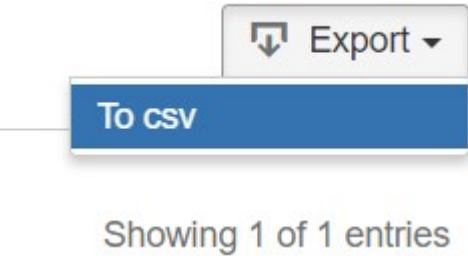 Export
To csv
Showing 1 of 1 entries